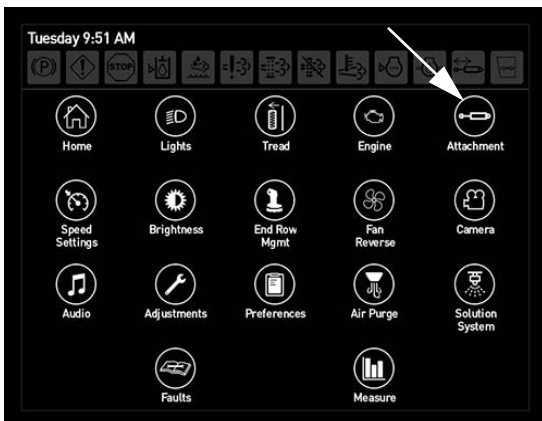 Tuesday 9:51 AM
(P) STOP
Home Lights Tread Engine Attachment
Speed Settings Brightness End Row Mgmt Fan Reverse Camera
Audio Adjustments Preferences Air Purge Solution System
Faults Measure